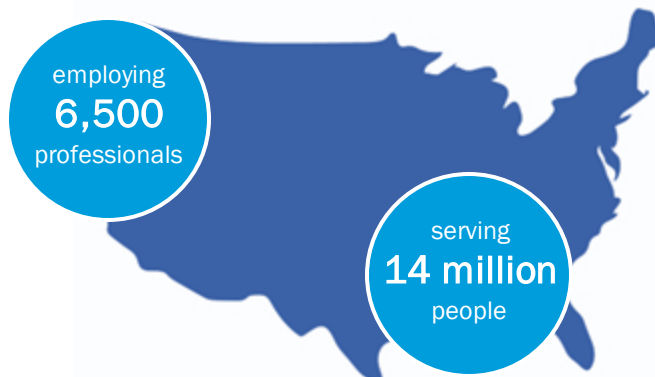 employing
6,500
professionals
serving
14 million
people